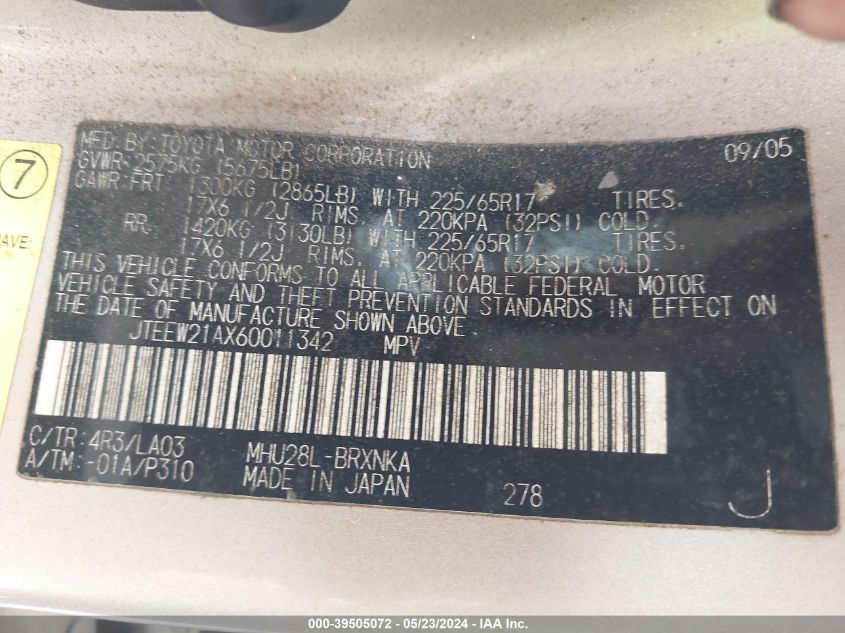 7
AVE:
MFD. BY: TOYOTA MOTOR CORPORATION 09/05
GVWR: 2575KG (5675LB)
GAWR: FRT. 1300KG (2865LB) WITH 225/65R17 TIRES.
17X6 1/2J RIMS. AT 220KPA (32PSI) COLD.
RR. 1420KG (3130LB) WITH 225/65R17 TIRES.
17X6 1/2J RIMS. AT 220KPA (32PSI) COLD.
THIS VEHICLE CONFORMS TO ALL APPLICABLE FEDERAL MOTOR
VEHICLE SAFETY AND THEFT PREVENTION STANDARDS IN EFFECT ON
THE DATE OF MANUFACTURE SHOWN ABOVE.
JTEEW21AX60011342 MPV
C/TR: 4R3/LA03 MHU28L-BRXNKA
A/TM: -01A/P310 MADE IN JAPAN 278 J
000-39505072 - 05/23/2024 - IAA Inc.